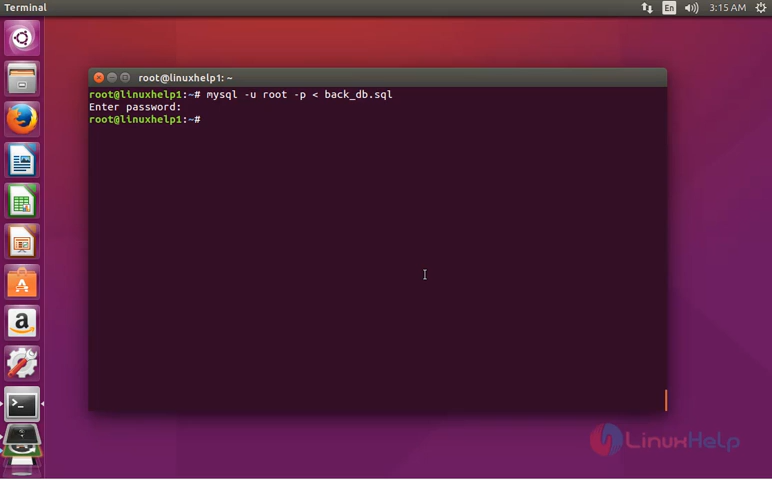 Terminal
En
3:15 AM
root@linuxhelp1: ~
root@linuxhelp1:~# mysql -u root -p < back_db.sql
Enter password:
root@linuxhelp1:~#
LinuxHelp